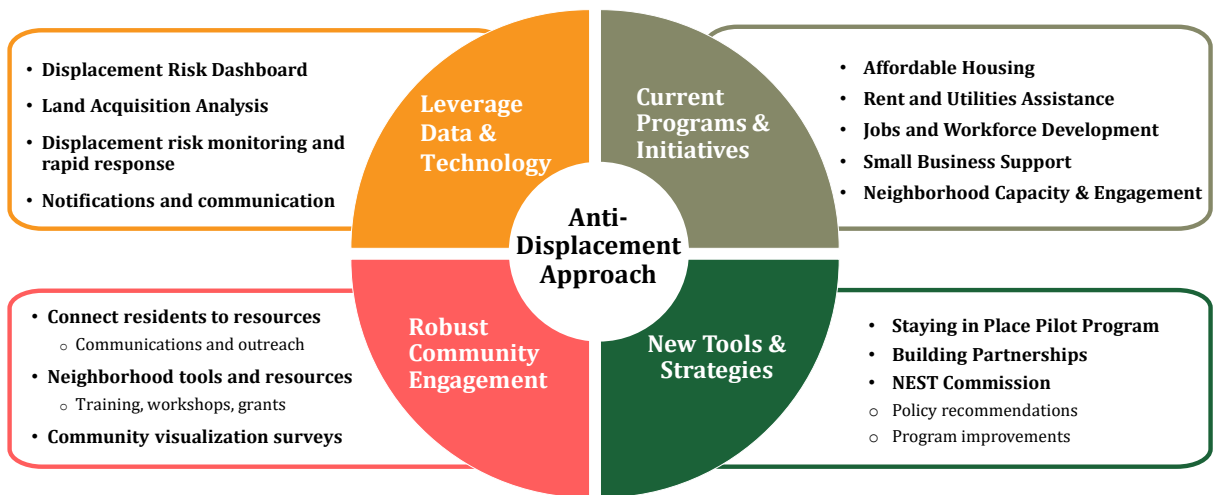 • Displacement Risk Dashboard
• Land Acquisition Analysis
• Displacement risk monitoring and
rapid response
• Notifications and communication
Leverage
Data &
Technology
Current
Programs &
Initiatives
• Affordable Housing
• Rent and Utilities Assistance
• Jobs and Workforce Development
• Small Business Support
• Neighborhood Capacity & Engagement
Anti-
Displacement
Approach
• Connect residents to resources
○ Communications and outreach
• Neighborhood tools and resources
○ Training, workshops, grants
• Community visualization surveys
Robust
Community
Engagement
New Tools &
Strategies
• Staying in Place Pilot Program
• Building Partnerships
• NEST Commission
○ Policy recommendations
○ Program improvements